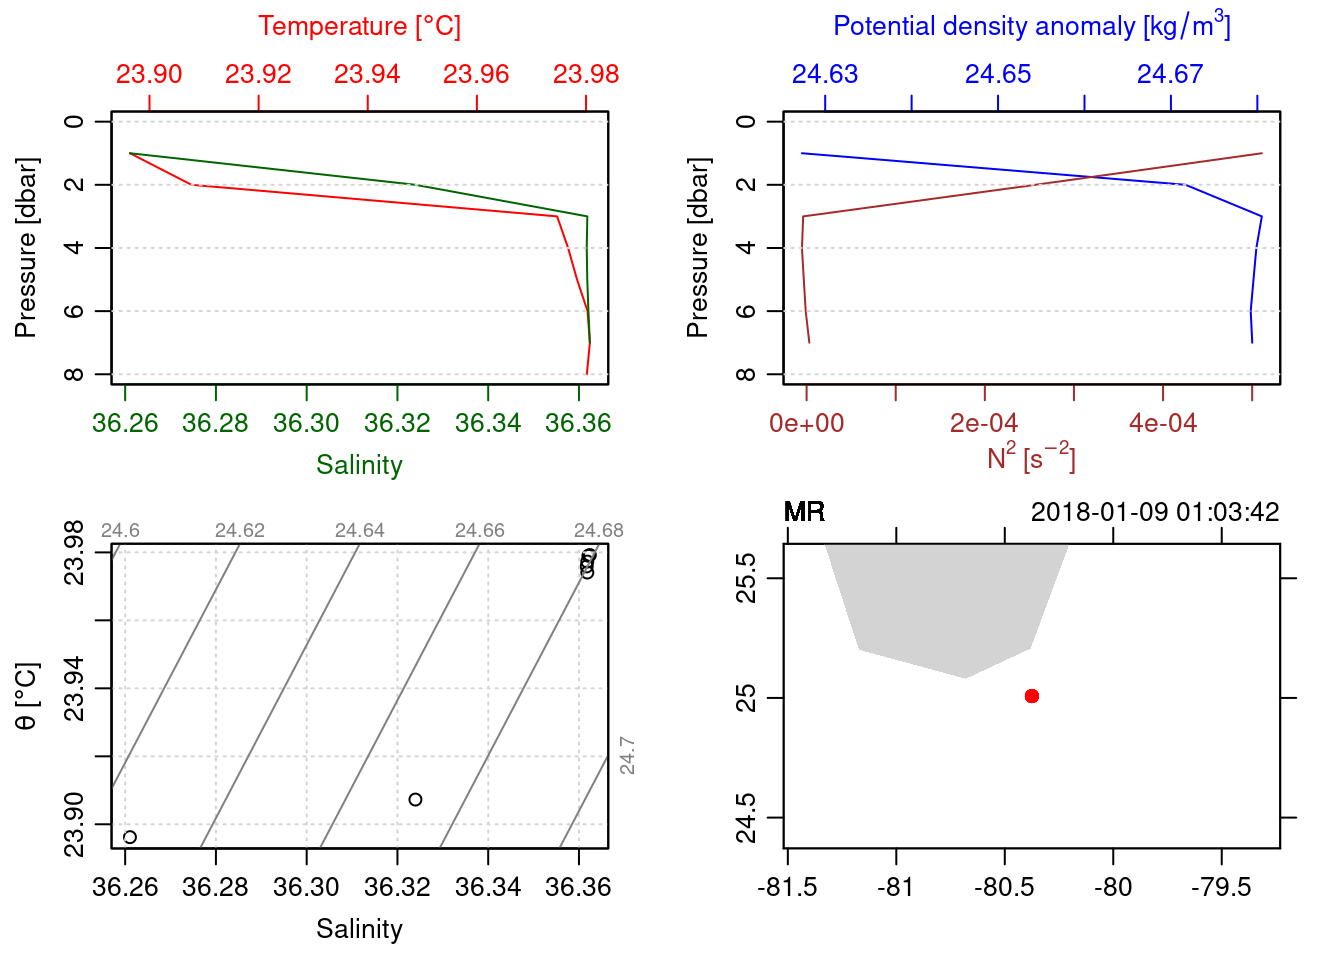 Temperature [°C]
23.90 23.92 23.94 23.96 23.98
Pressure [dbar]
0
2
4
6
8
36.26 36.28 36.30 36.32 36.34 36.36
Salinity
Potential density anomaly [kg/m³]
24.63 24.65 24.67
Pressure [dbar]
0
2
4
6
8
0e+00 2e-04 4e-04
N² [s⁻²]
24.6 24.62 24.64 24.66 24.68
θ [°C]
23.98
23.94
23.90
24.7
36.26 36.28 36.30 36.32 36.34 36.36
Salinity
MR 2018-01-09 01:03:42
25.5
25
24.5
-81.5 -81 -80.5 -80 -79.5